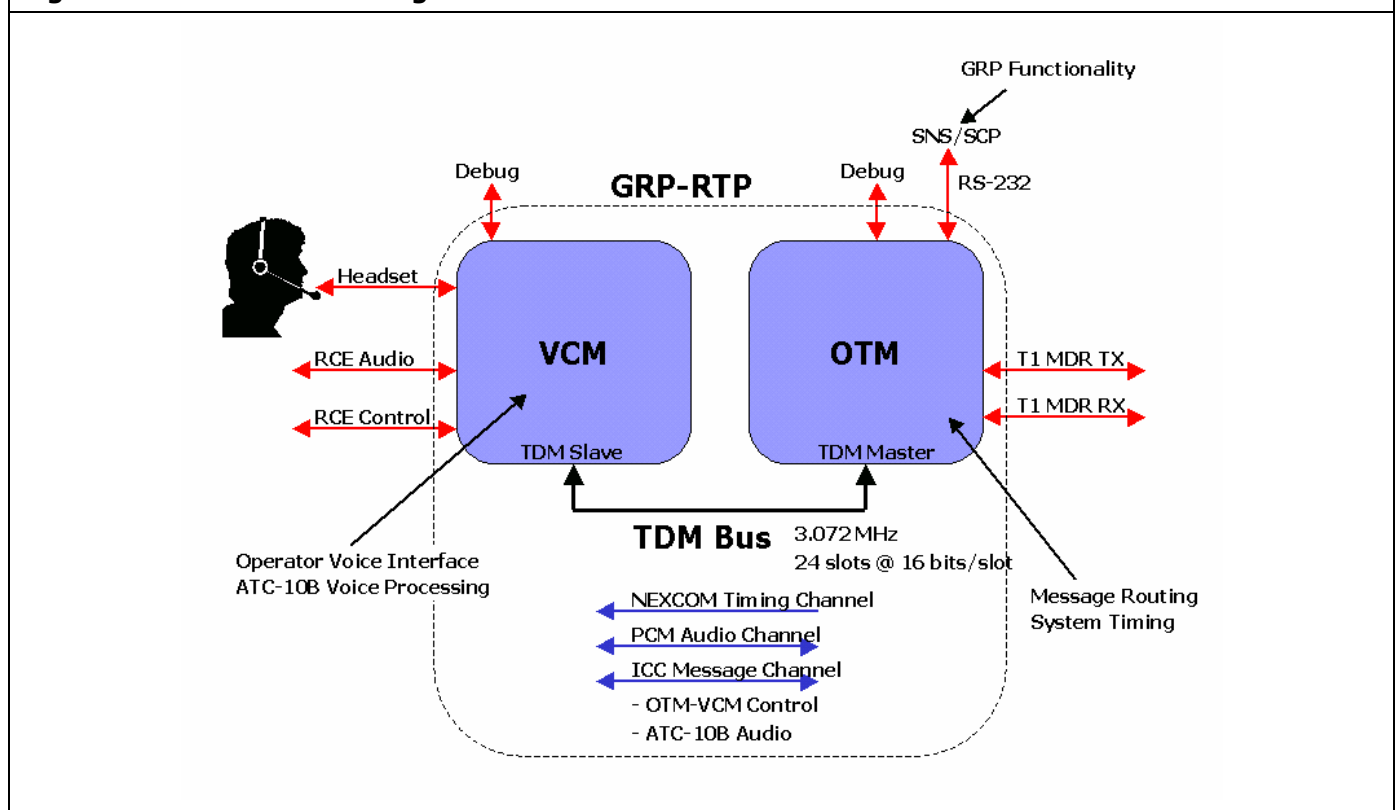 GRP Functionality
SNS/SCP
Debug
GRP-RTP
Debug
RS-232
Headset
VCM
OTM
RCE Audio
T1 MDR TX
RCE Control
T1 MDR RX
TDM Slave
TDM Master
TDM Bus
3.072 MHz
24 slots @ 16 bits/slot
Operator Voice Interface
ATC-10B Voice Processing
NEXCOM Timing Channel
PCM Audio Channel
ICC Message Channel
- OTM-VCM Control
- ATC-10B Audio
Message Routing
System Timing